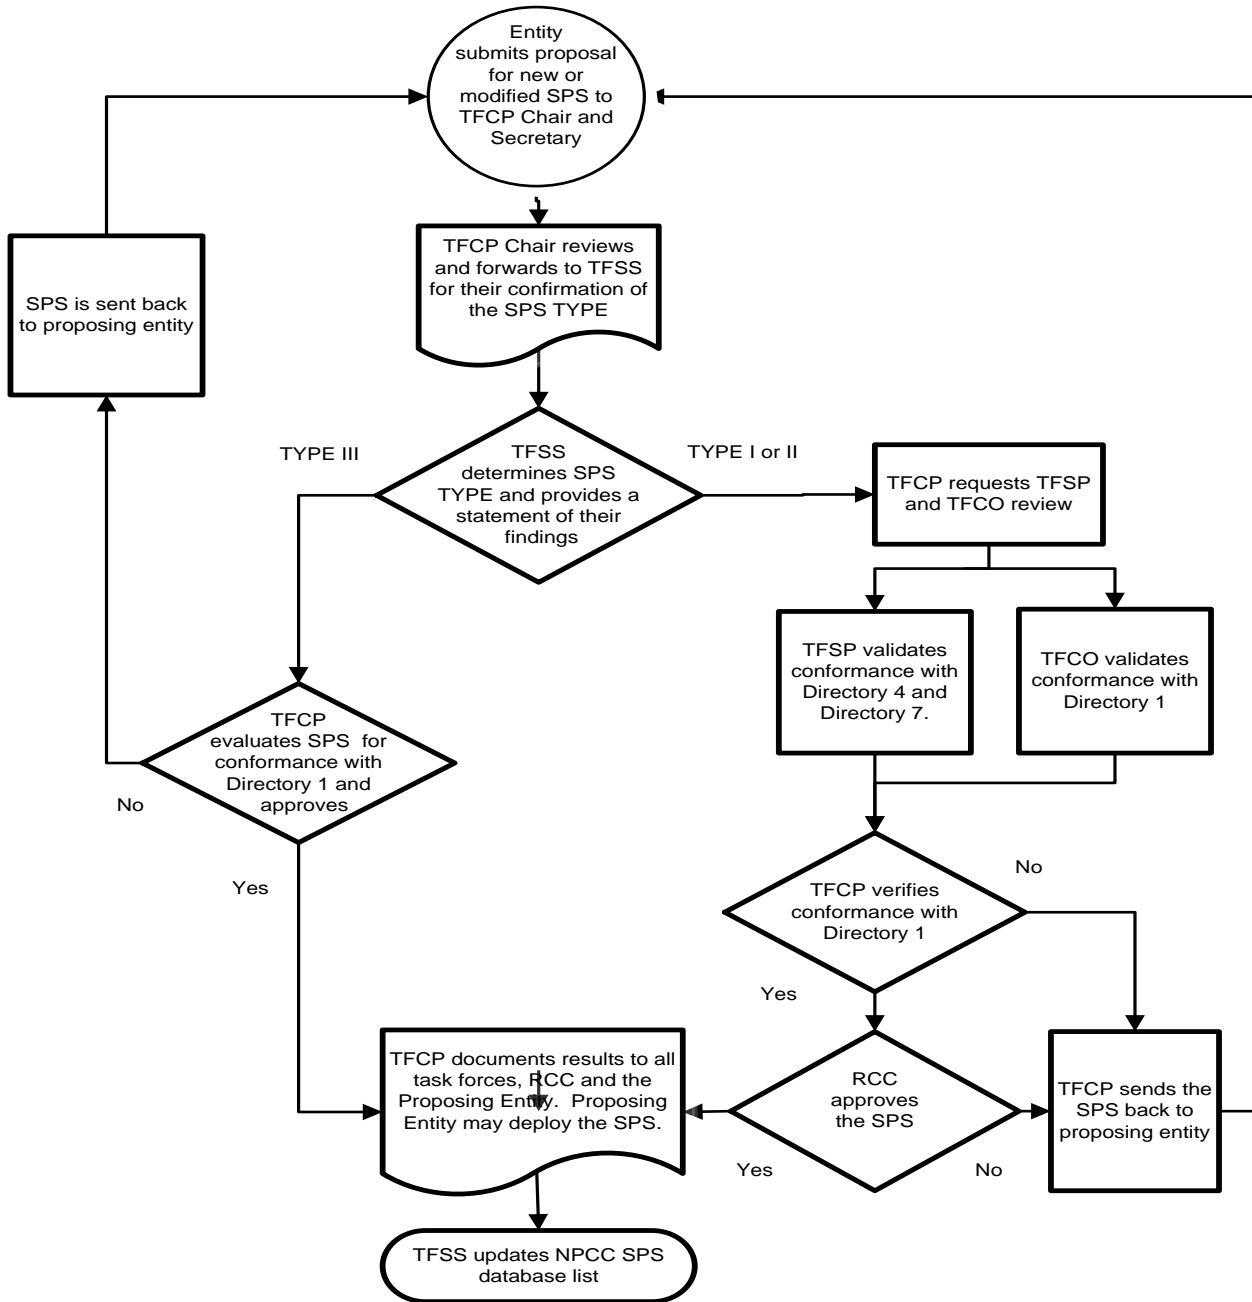 Entity
submits proposal
for new or
modified SPS to
TFCP Chair and
Secretary
TFCP Chair reviews
and forwards to TFSS
for their confirmation of
the SPS TYPE
SPS is sent back
to proposing entity
TYPE III
TFSS
determines SPS
TYPE and provides a
statement of their
findings
TYPE I or II
TFCP requests TFSP
and TFCO review
TFSP validates
conformance with
Directory 4 and
Directory 7.
TFCO validates
conformance with
Directory 1
TFCP
evaluates SPS for
conformance with
Directory 1 and
approves
No
Yes
TFCP verifies
conformance with
Directory 1
No
Yes
TFCP documents results to all
task forces, RCC and the
Proposing Entity. Proposing
Entity may deploy the SPS.
RCC
approves
the SPS
Yes
No
TFCP sends the
SPS back to
proposing entity
TFSS updates NPCC SPS
database list